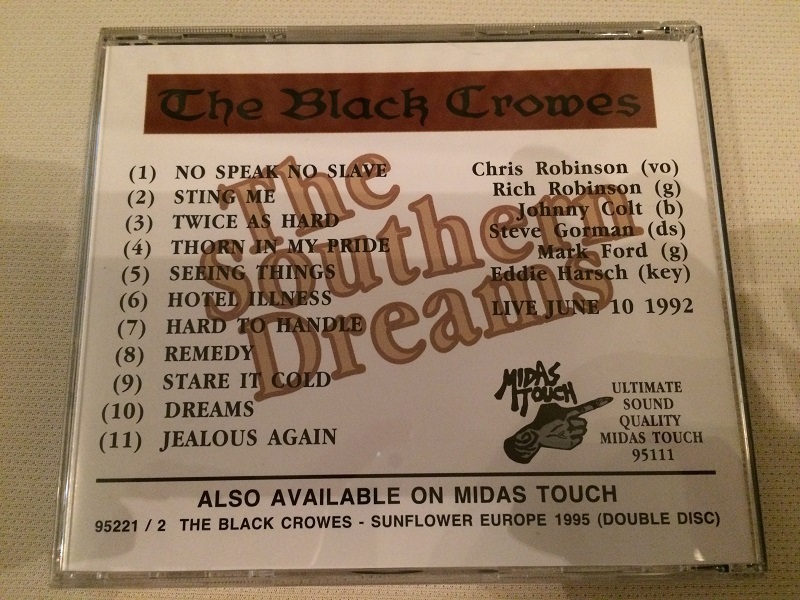 The Black Crowes
The Southern Dreams
(1) NO SPEAK NO SLAVE
(2) STING ME
(3) TWICE AS HARD
(4) THORN IN MY PRIDE
(5) SEEING THINGS
(6) HOTEL ILLNESS
(7) HARD TO HANDLE
(8) REMEDY
(9) STARE IT COLD
(10) DREAMS
(11) JEALOUS AGAIN
Chris Robinson (vo)
Rich Robinson (g)
Johnny Colt (b)
Steve Gorman (ds)
Mark Ford (g)
Eddie Harsch (key)
LIVE JUNE 10 1992
MIDAS
TOUCH
ULTIMATE
SOUND
QUALITY
MIDAS TOUCH
95111
ALSO AVAILABLE ON MIDAS TOUCH
95221 / 2 THE BLACK CROWES - SUNFLOWER EUROPE 1995 (DOUBLE DISC)